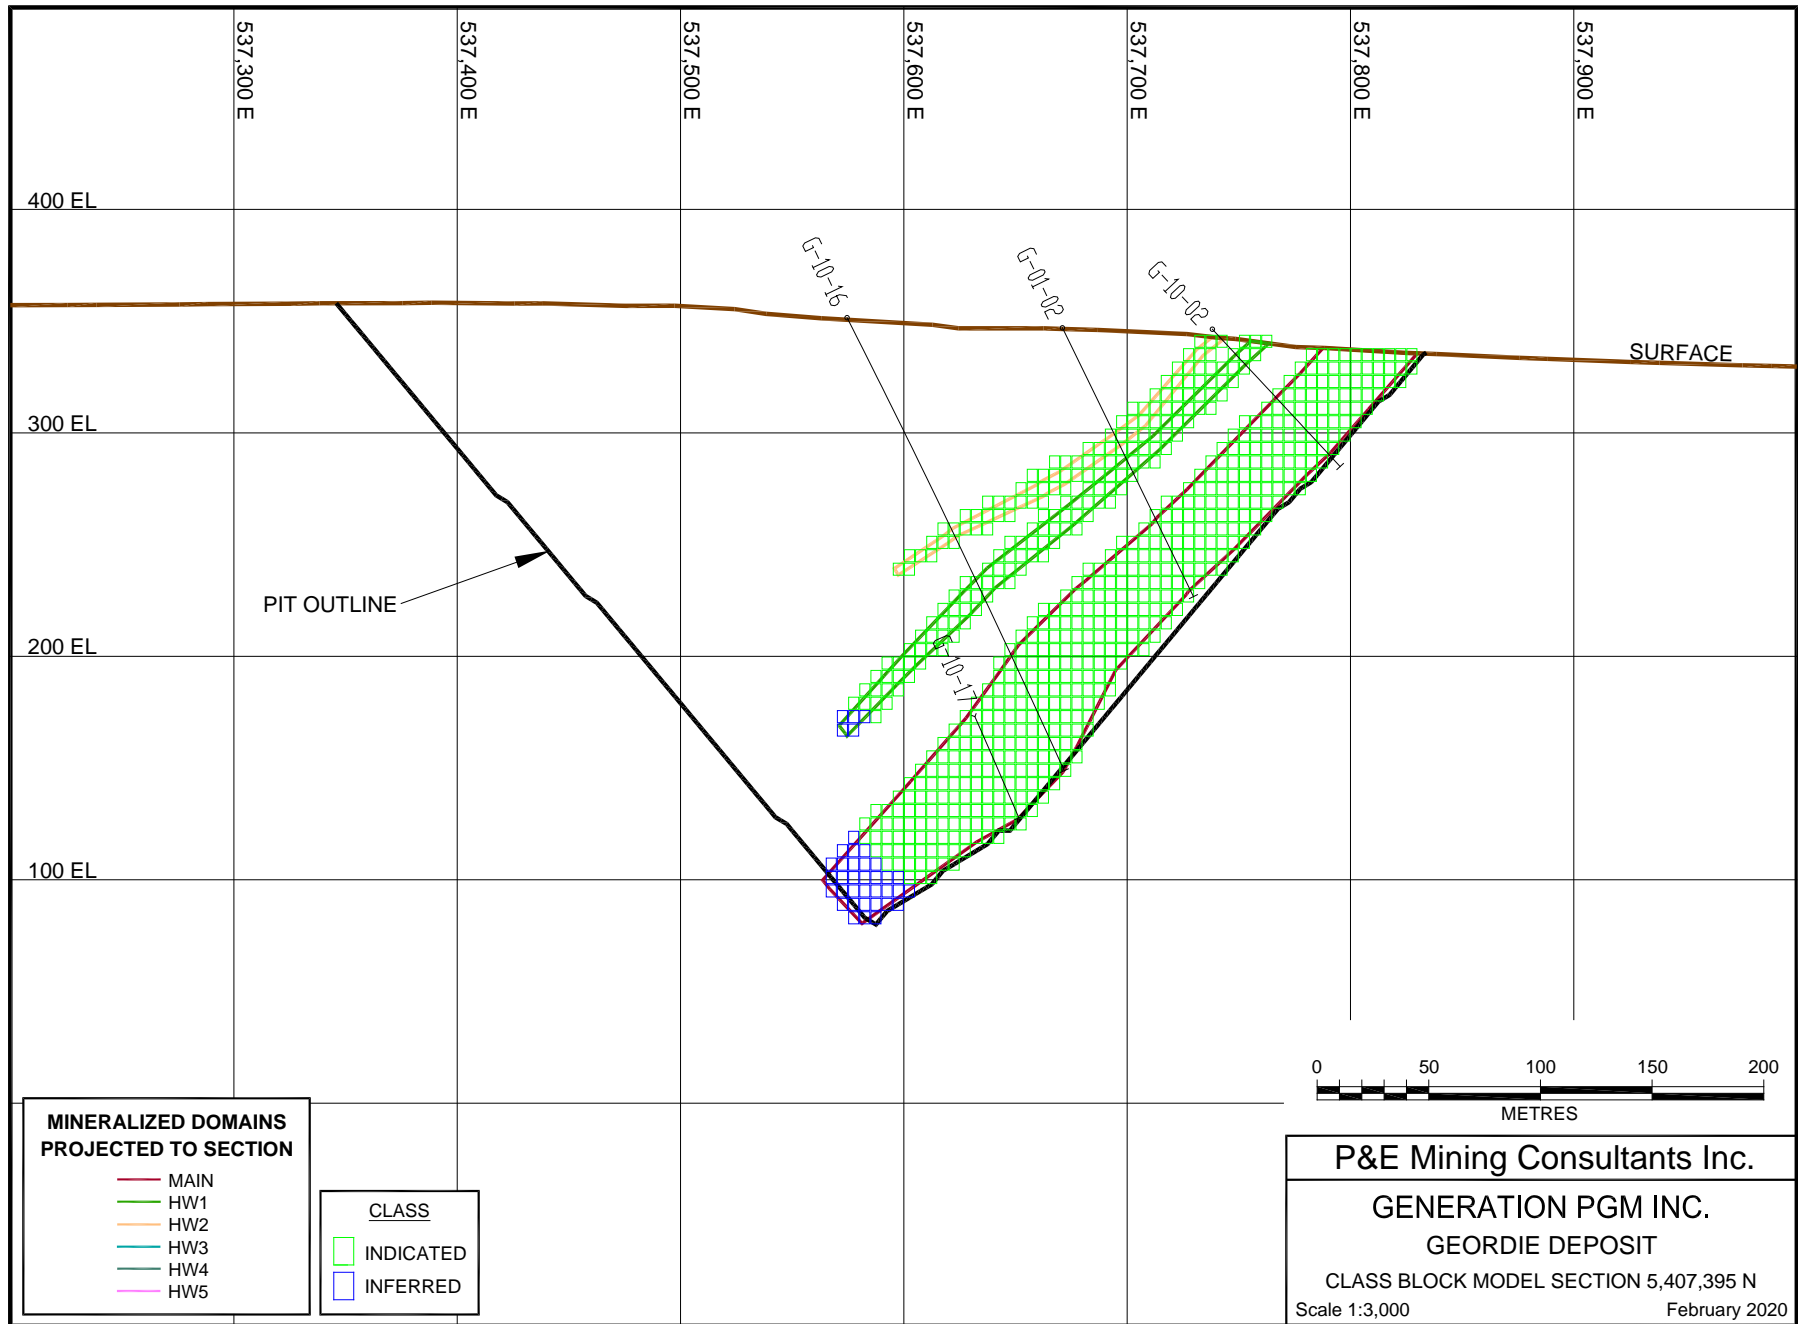 537,300 E
537,400 E
537,500 E
537,600 E
537,700 E
537,800 E
537,900 E
400 EL
300 EL
200 EL
100 EL
G-10-16
G-01-02
G-10-02
G-10-17
SURFACE
PIT OUTLINE
0 50 100 150 200
METRES
MINERALIZED DOMAINS
PROJECTED TO SECTION
MAIN
HW1
HW2
HW3
HW4
HW5
CLASS
INDICATED
INFERRED
P&E Mining Consultants Inc.
GENERATION PGM INC.
GEORDIE DEPOSIT
CLASS BLOCK MODEL SECTION 5,407,395 N
Scale 1:3,000 February 2020